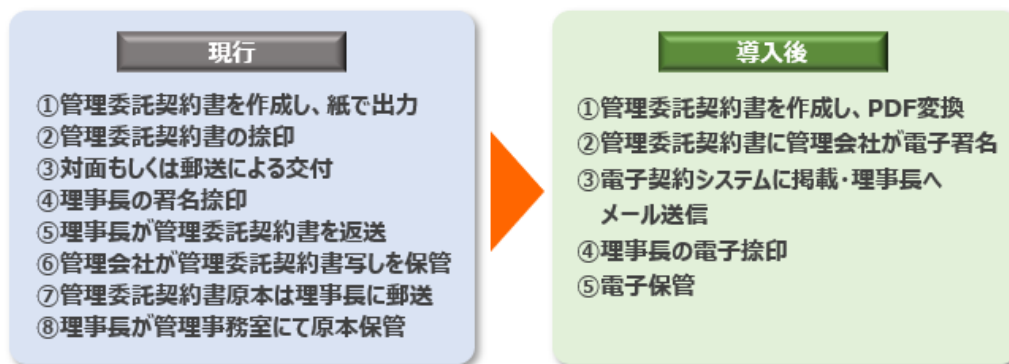 現行
①管理委託契約書を作成し、紙で出力
②管理委託契約書の捺印
③対面もしくは郵送による交付
④理事長の署名捺印
⑤理事長が管理委託契約書を返送
⑥管理会社が管理委託契約書写しを保管
⑦管理委託契約書原本は理事長に郵送
⑧理事長が管理事務室にて原本保管
導入後
①管理委託契約書を作成し、PDF変換
②管理委託契約書に管理会社が電子署名
③電子契約システムに掲載・理事長へ
メール送信
④理事長の電子捺印
⑤電子保管